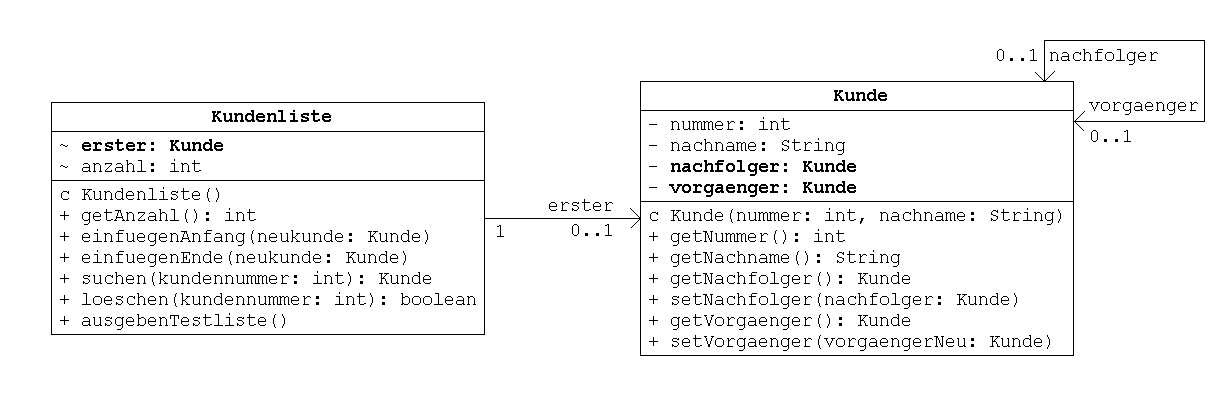 Kundenliste
~ erster: Kunde
~ anzahl: int
c Kundenliste()
+ getAnzahl(): int
+ einfuegenAnfang(neukunde: Kunde)
+ einfuegenEnde(neukunde: Kunde)
+ suchen(kundennummer: int): Kunde
+ loeschen(kundennummer: int): boolean
+ ausgebenTestliste()
erster
1 0..1
0..1 nachfolger
vorgaenger
0..1
Kunde
- nummer: int
- nachname: String
- nachfolger: Kunde
- vorgaenger: Kunde
c Kunde(nummer: int, nachname: String)
+ getNummer(): int
+ getNachname(): String
+ getNachfolger(): Kunde
+ setNachfolger(nachfolger: Kunde)
+ getVorgaenger(): Kunde
+ setVorgaenger(vorgaengerNeu: Kunde)